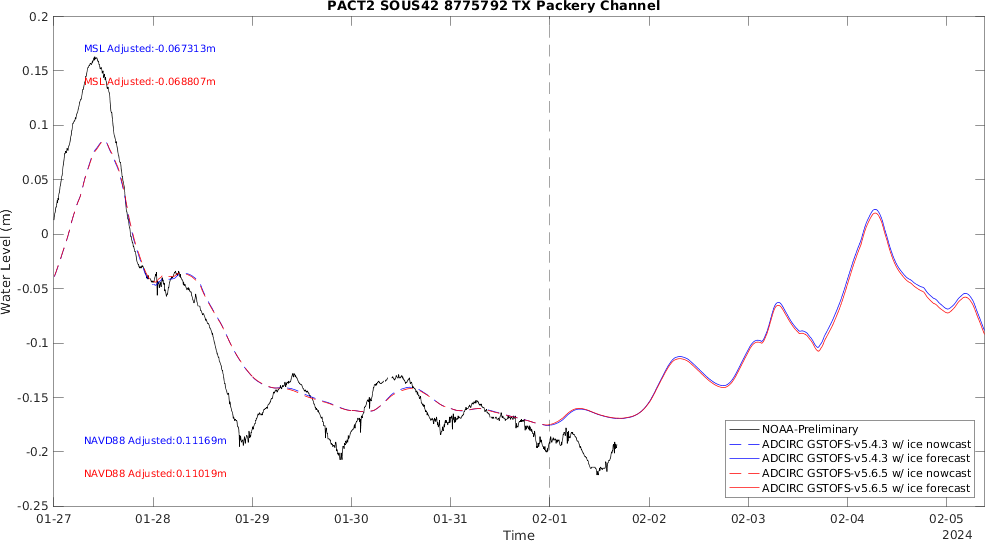 PACT2 SOUS42 8775792 TX Packery Channel
Water Level (m)
0.2
0.15
0.1
0.05
0
-0.05
-0.1
-0.15
-0.2
-0.25
MSL Adjusted:-0.067313m
MSL Adjusted:-0.068807m
NAVD88 Adjusted:0.11169m
NAVD88 Adjusted:0.11019m
NOAA-Preliminary
ADCIRC GSTOFS-v5.4.3 w/ ice nowcast
ADCIRC GSTOFS-v5.4.3 w/ ice forecast
ADCIRC GSTOFS-v5.6.5 w/ ice nowcast
ADCIRC GSTOFS-v5.6.5 w/ ice forecast
01-27 01-28 01-29 01-30 01-31 02-01 02-02 02-03 02-04 02-05
Time
2024